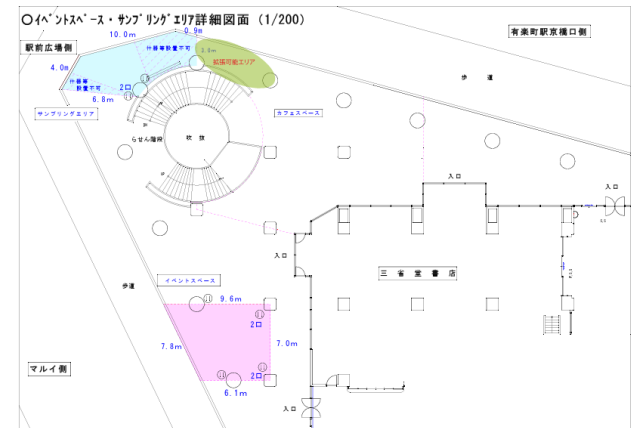 〇イベントスペース・サンプリングエリア詳細図面 (1/200)
有楽町駅京橋口側
駅前広場側
10.0m
0.9m
什器等設置不可
5.0m
拡張可能エリア
4.0m
什器等
設置不可
2口
6.8m
サンプリングエリア
歩 道
カフェスペース
らせん階段
吹 抜
入口
入口
入口
三 省 堂 書 店
歩道
イベントスペース
9.6m
2口
7.8m
7.0m
2口
6.1m
マルイ側
入口